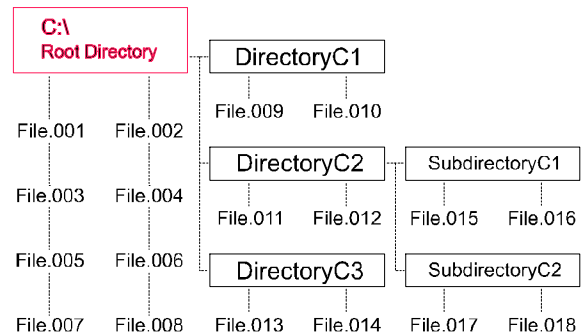 C:\
Root Directory
DirectoryC1
File.009 File.010
File.001 File.002
DirectoryC2 SubdirectoryC1
File.003 File.004
File.011 File.012 File.015 File.016
File.005 File.006
DirectoryC3 SubdirectoryC2
File.007 File.008 File.013 File.014 File.017 File.018